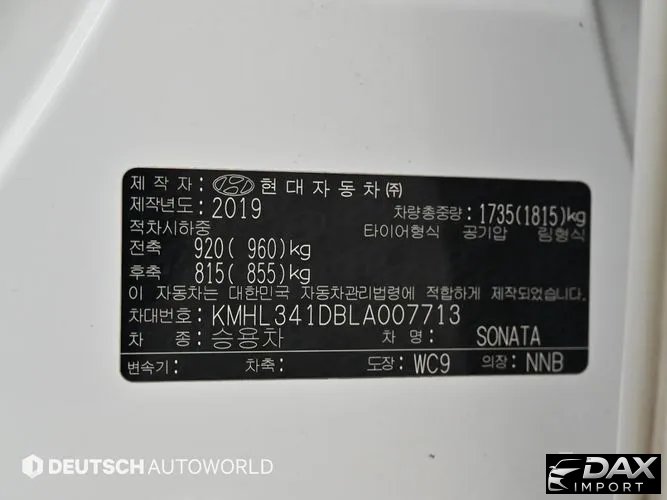 제 작 자: 현대자동차㈜
제작년도: 2019 차량총중량: 1735(1815)kg
적차시하중 타이어형식 공기압 림형식
전축 920( 960)kg
후축 815( 855)kg
이 자동차는 대한민국 자동차관리법령에 적합하게 제작되었습니다.
차대번호: KMHL341DBLA007713
차 종: 승용차 차 명: SONATA
변속기: 차축: 도장: WC9 의장: NNB
DEUTSCH AUTOWORLD
DAX
IMPORT